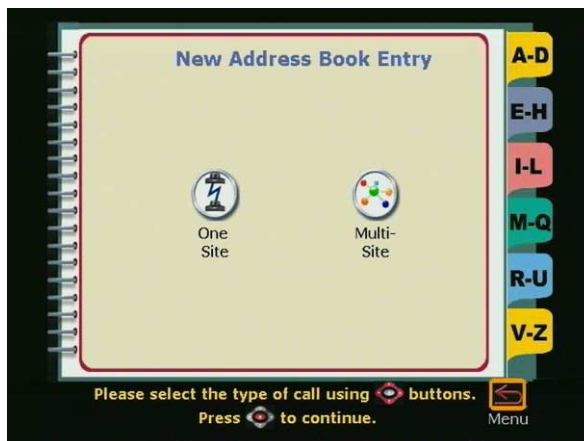 New Address Book Entry
A-D
E-H
I-L
M-Q
R-U
V-Z
One
Site
Multi-
Site
Please select the type of call using buttons.
Press to continue.
Menu